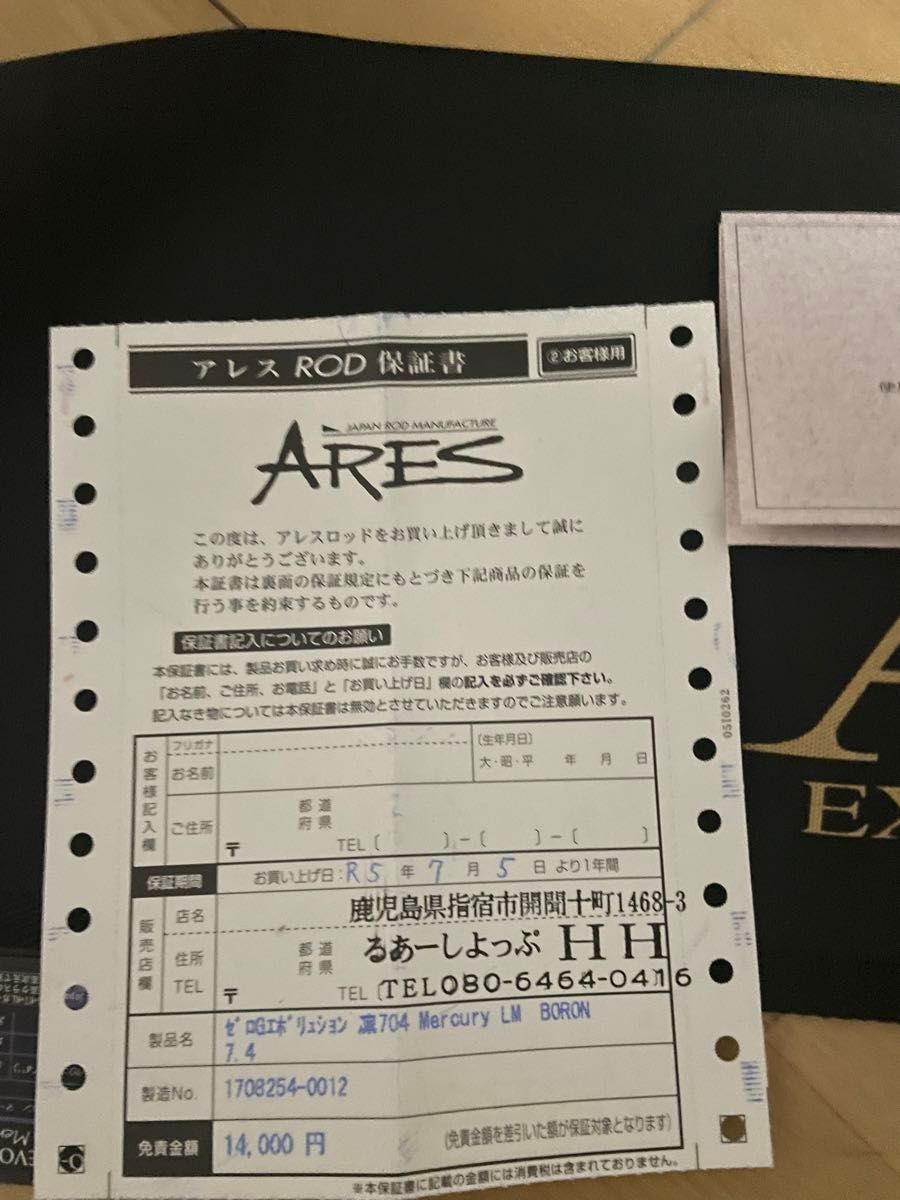 アレス ROD 保証書
②お客様用
JAPAN ROD MANUFACTURE
ARES
この度は、アレスロッドをお買い上げ頂きまして誠に
ありがとうございます。
本証書は裏面の保証規定にもとづき下記商品の保証を
行う事を約束するものです。
保証書記入についてのお願い
本保証書には、製品お買い求め時に誠にお手数ですが、お客様及び販売店の
「お名前、ご住所、お電話」と「お買い上げ日」欄の記入を必ずご確認下さい。
記入なき物については本保証書は無効とさせていただきますのでご注意願います。
お客様記入欄
フリガナ
お名前
(生年月日)
大・昭・平 年 月 日
ご住所
都道
府県
〒 TEL( )-( )-( )
保証期間
お買い上げ日:R5年7月5日より1年間
販売店欄
店名
鹿児島県指宿市開聞十町1468-3
住所
都道
府県
るあーしよっぷ HH
TEL
〒 TEL (TEL080-6464-0416
製品名
ｾﾞﾛGｴﾎﾞﾘｭｼｮﾝ 凛704 Mercury LM BORON
7.4
製造No.
1708254-0012
免責金額
14,000 円
(免責金額を差引いた額が保証対象となります)
※本保証書に記載の金額には消費税は含まれておりません。
0510262
EX